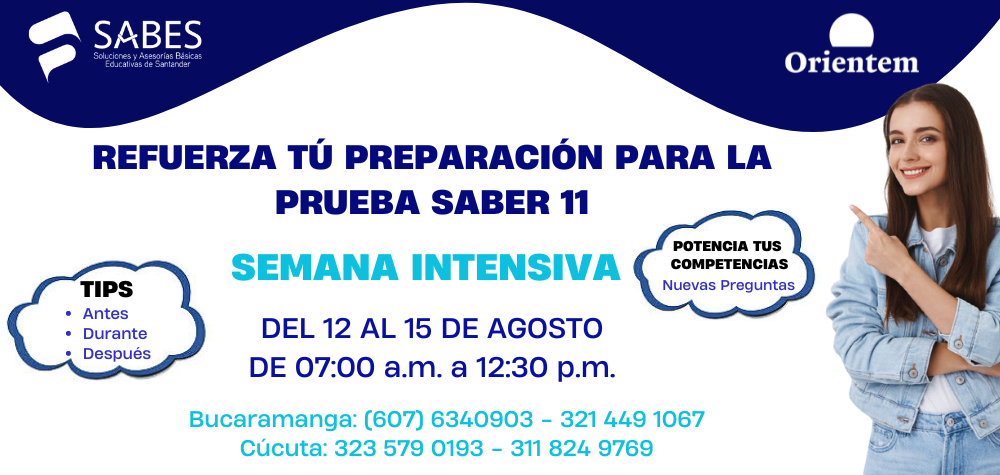 SABES
Soluciones y Asesorías Básicas
Educativas de Santander
Orientem
REFUERZA TÚ PREPARACIÓN PARA LA
PRUEBA SABER 11
SEMANA INTENSIVA
POTENCIA TUS
COMPETENCIAS
Nuevas Preguntas
TIPS
• Antes
• Durante
• Después
DEL 12 AL 15 DE AGOSTO
DE 07:00 a.m. a 12:30 p.m.
Bucaramanga: (607) 6340903 - 321 449 1067
Cúcuta: 323 579 0193 - 311 824 9769